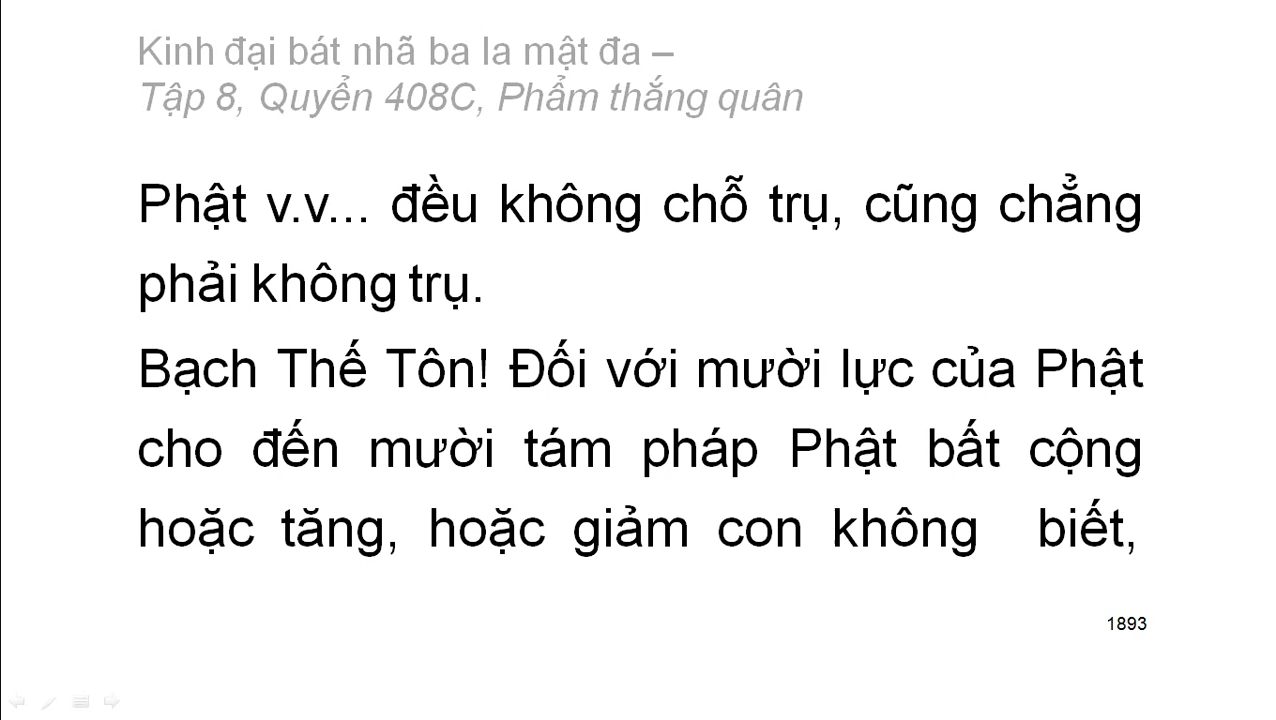 Kinh đại bát nhã ba la mật đa –
Tập 8, Quyển 408C, Phẩm thắng quân
Phật v.v... đều không chỗ trụ, cũng chẳng
phải không trụ.
Bạch Thế Tôn! Đối với mười lực của Phật
cho đến mười tám pháp Phật bất cộng
hoặc tăng, hoặc giảm con không biết,
1893